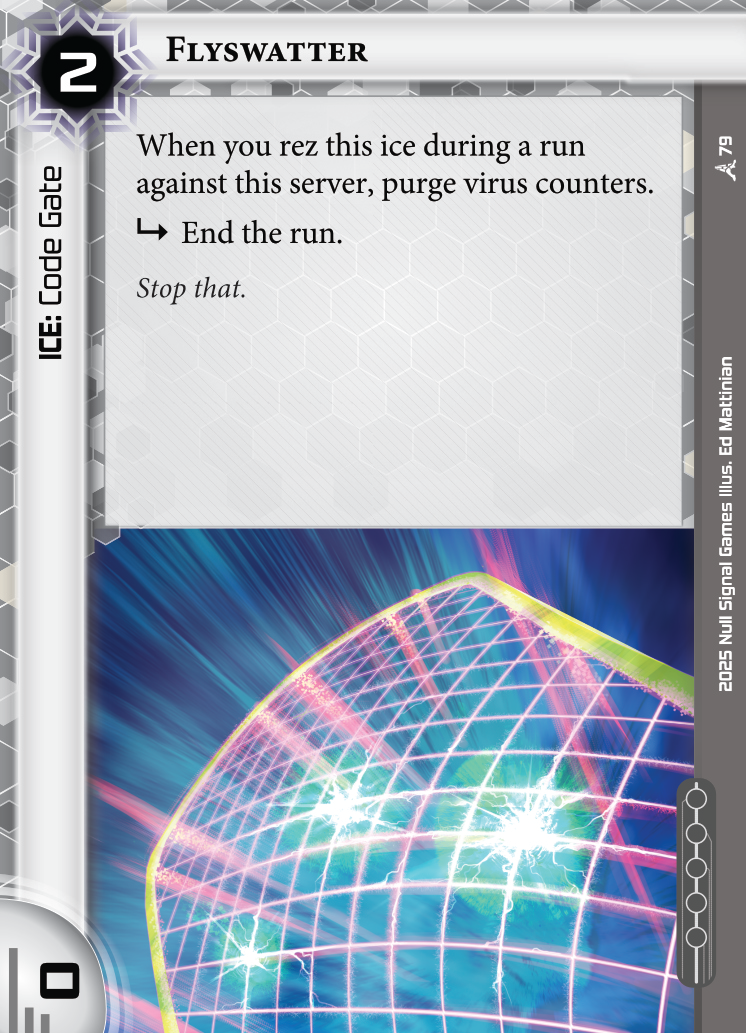 2
Flyswatter
When you rez this ice during a run
against this server, purge virus counters.
↳ End the run.
Stop that.
ICE: Code Gate
79
2025 Null Signal Games Illus. Ed Mattinian
0